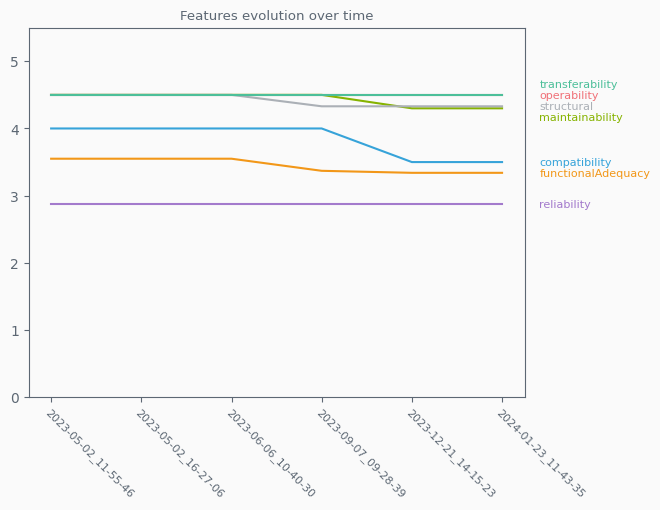 Features evolution over time
5
4
3
2
1
0
transferability
operability
structural
maintainability
compatibility
functionalAdequacy
reliability
2023-05-02_11-55-46
2023-05-02_16-27-06
2023-06-06_10-40-30
2023-09-07_09-28-39
2023-12-21_14-15-23
2024-01-23_11-43-35